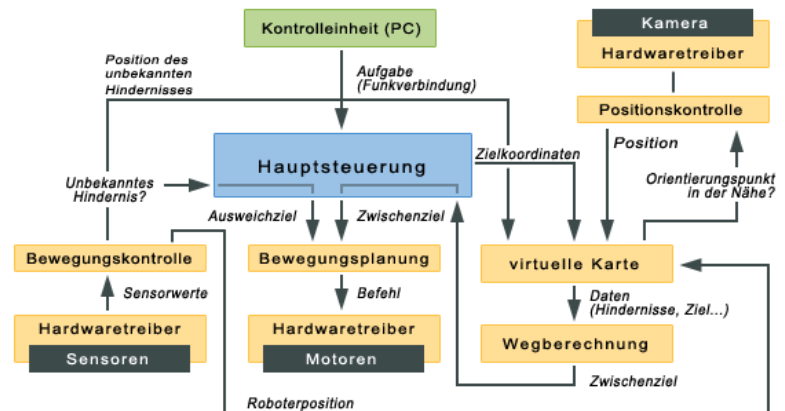 Kontrolleinheit (PC)
Kamera
Hardwaretreiber
Position des
unbekannten
Hindernisses
Aufgabe
(Funkverbindung)
Positionskontrolle
Hauptsteuerung
Zielkoordinaten
Position
Unbekanntes
Hindernis?
Orientierungspunkt
in der Nähe?
Ausweichziel
Zwischenziel
Bewegungskontrolle
Bewegungsplanung
virtuelle Karte
Sensorwerte
Befehl
Daten
(Hindernisse, Ziel...)
Hardwaretreiber
Sensoren
Hardwaretreiber
Motoren
Wegberechnung
Zwischenziel
Roboterposition